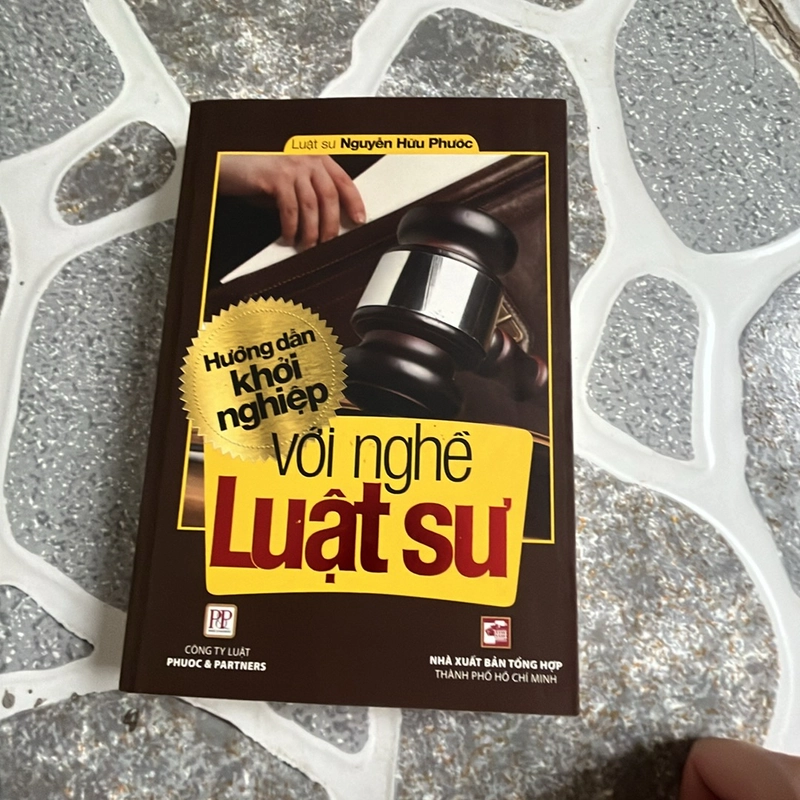 Luật sư Nguyễn Hữu Phước
Hướng dẫn
khởi
nghiệp
với nghề
Luật sư
P&P
CÔNG TY LUẬT
PHUOC & PARTNERS
NHÀ XUẤT BẢN TỔNG HỢP
THÀNH PHỐ HỒ CHÍ MINH